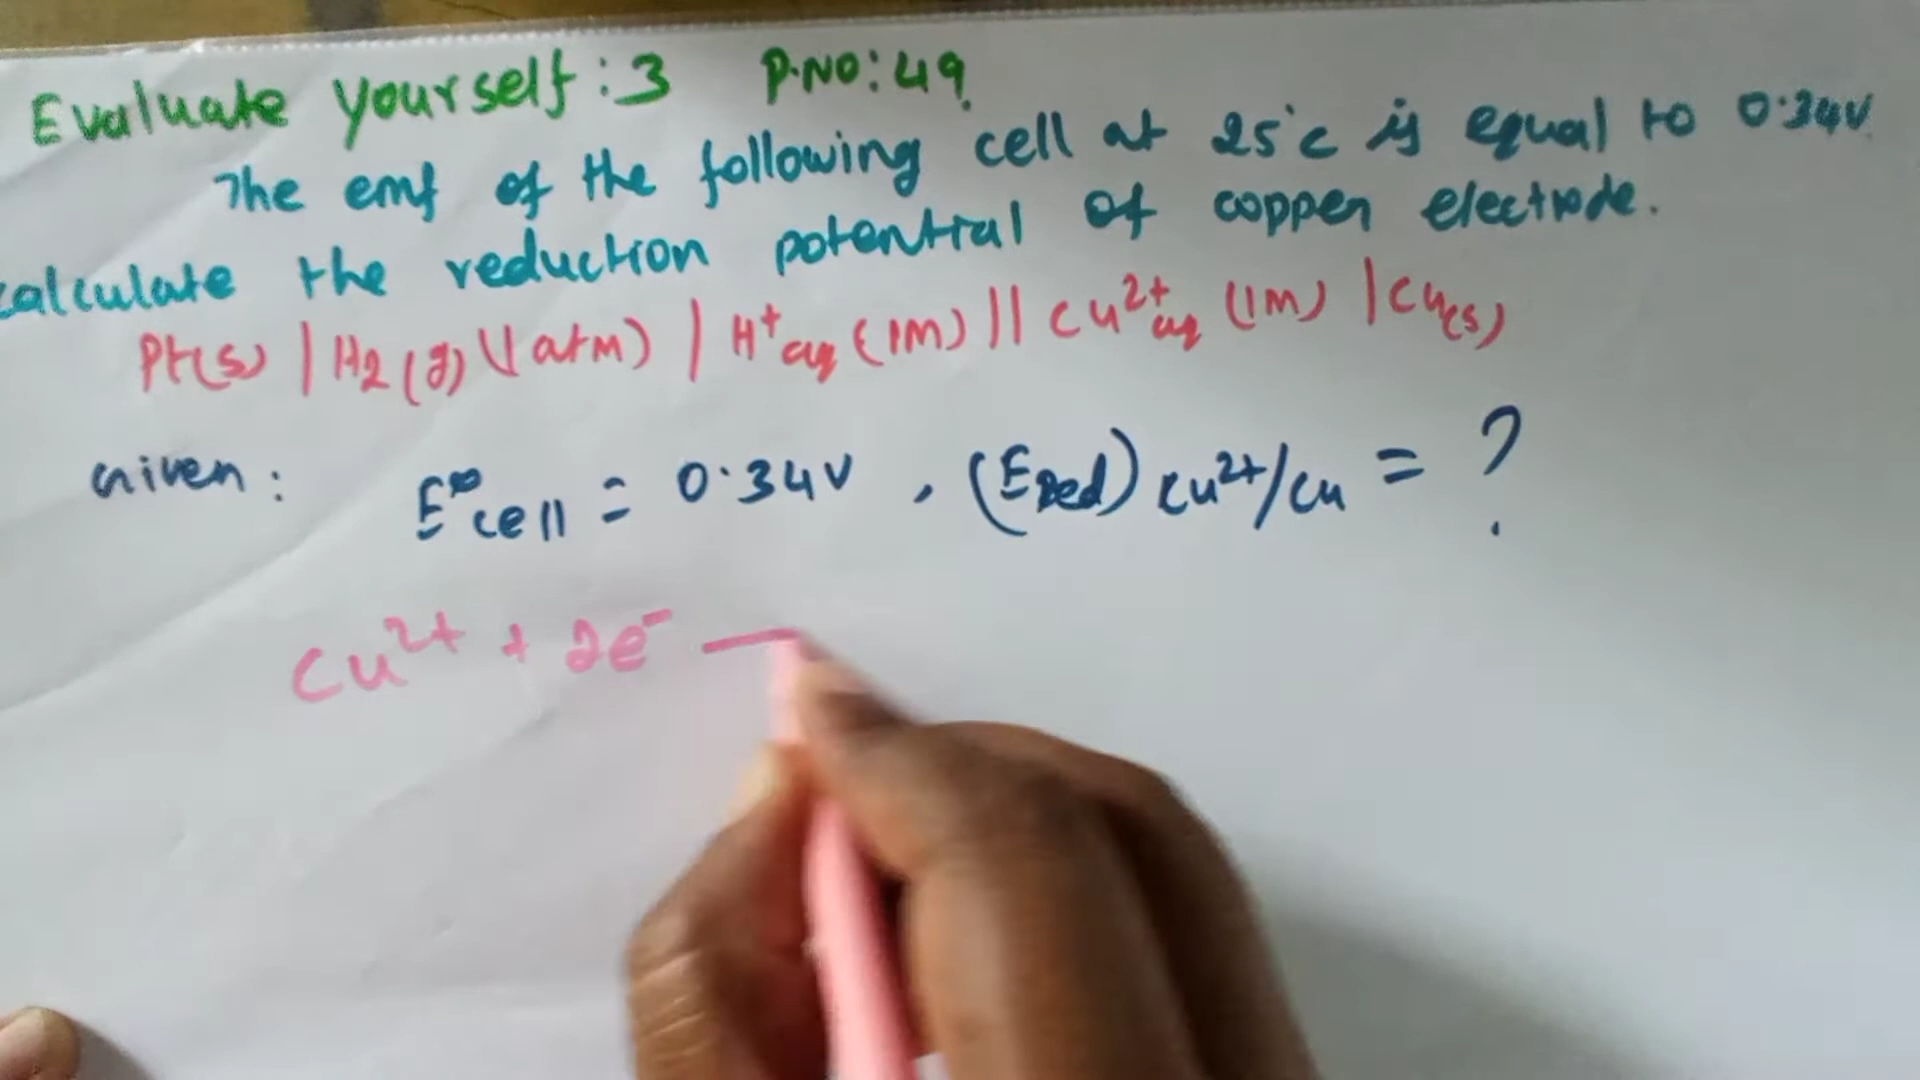 Evaluate yourself: 3 P.NO: 49.
The emf of the following cell at 25°c is equal to 0.34V.
calculate the reduction potential of copper electrode.
Pt(s) | H₂(g) (1 atm) | H⁺aq (1M) || Cu²⁺aq (1M) | Cu(s)
Given: E°cell = 0.34V, (ERed) Cu²⁺/Cu = ?
Cu²⁺ + 2e⁻ —